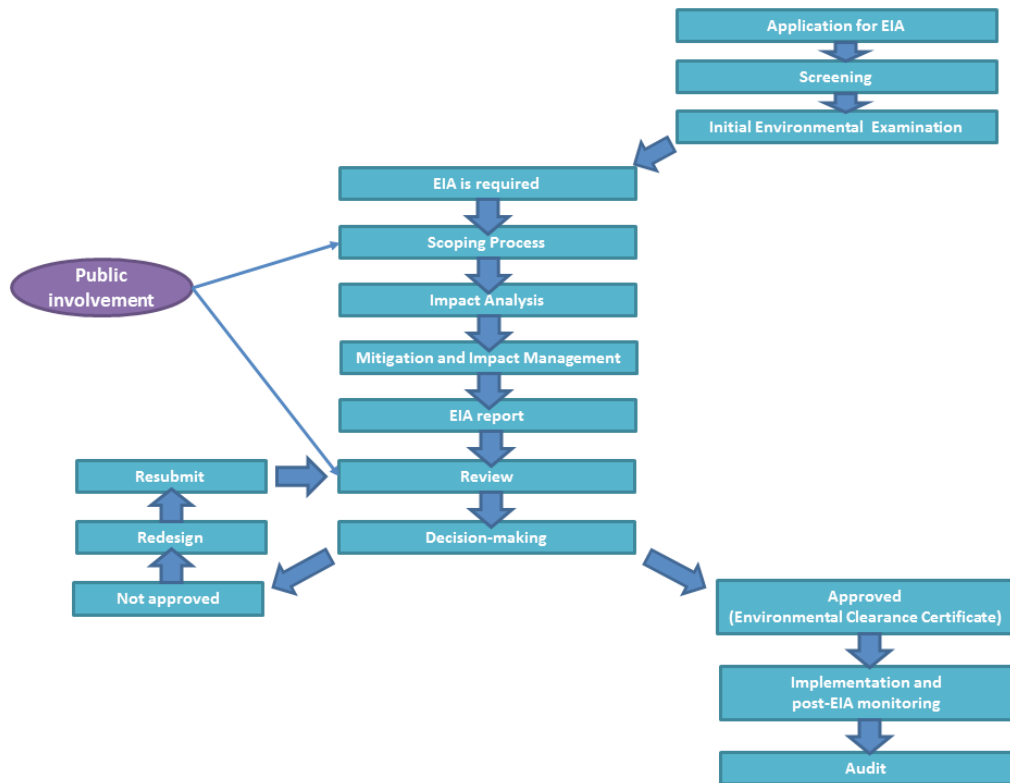 Application for EIA
Screening
Initial Environmental Examination
EIA is required
Scoping Process
Public
involvement
Impact Analysis
Mitigation and Impact Management
EIA report
Resubmit
Review
Redesign
Decision-making
Not approved
Approved
(Environmental Clearance Certificate)
Implementation and
post-EIA monitoring
Audit